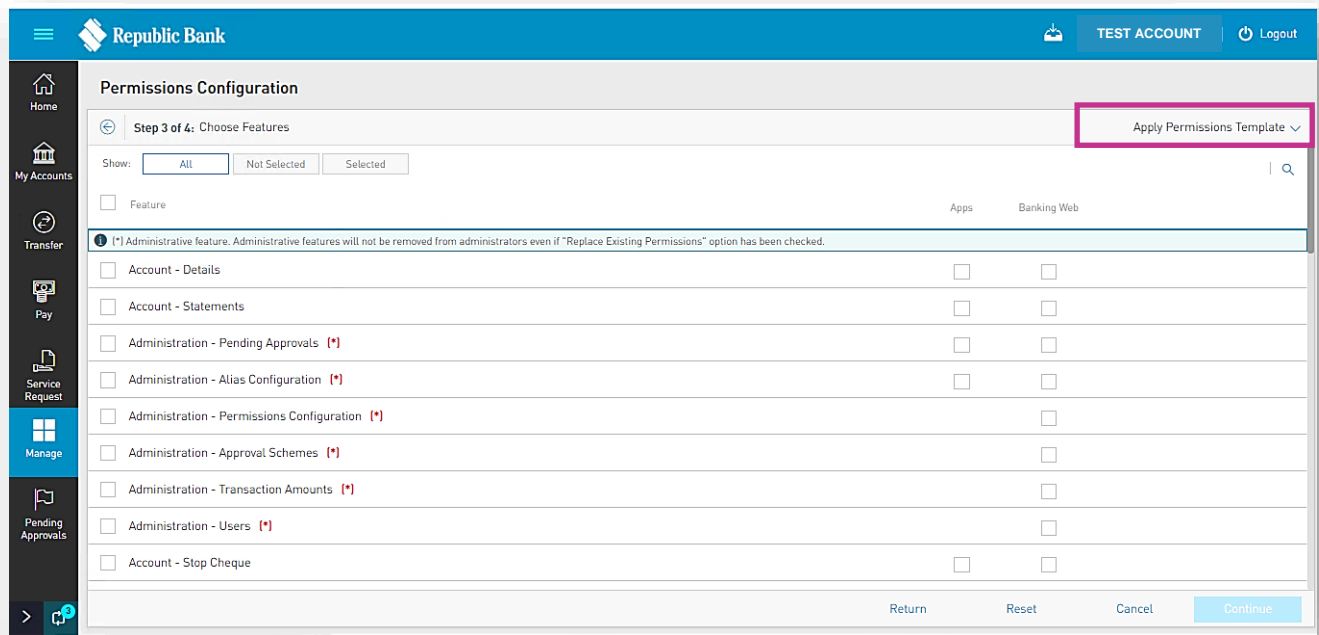 Republic Bank
TEST ACCOUNT
Logout
Home
My Accounts
Transfer
Pay
Service
Request
Manage
Pending
Approvals
3
Permissions Configuration
Step 3 of 4: Choose Features
Apply Permissions Template
Show: All Not Selected Selected
Feature Apps Banking Web
i (*) Administrative feature. Administrative features will not be removed from administrators even if "Replace Existing Permissions" option has been checked.
Account - Details
Account - Statements
Administration - Pending Approvals (*)
Administration - Alias Configuration (*)
Administration - Permissions Configuration (*)
Administration - Approval Schemes (*)
Administration - Transaction Amounts (*)
Administration - Users (*)
Account - Stop Cheque
Return Reset Cancel Continue